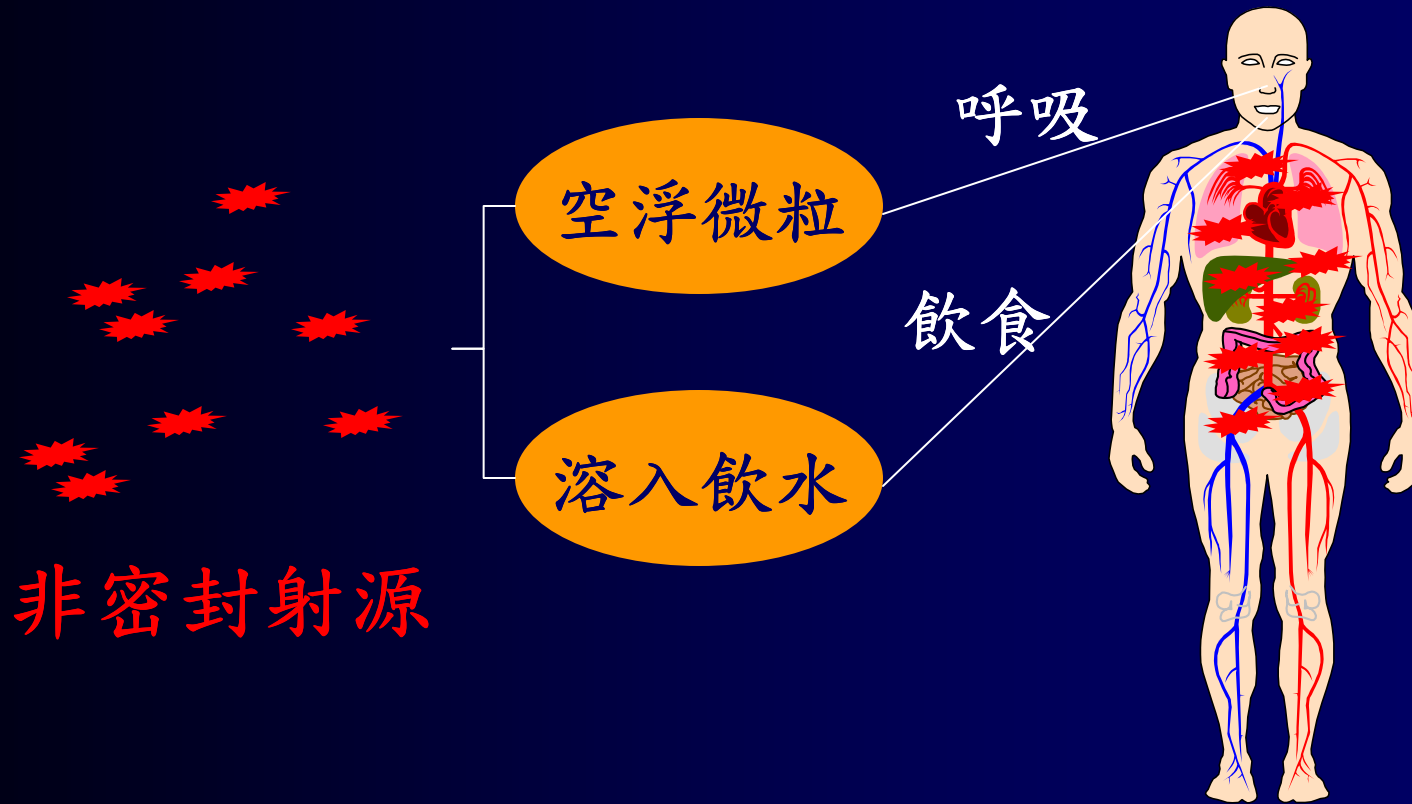 呼吸
空浮微粒
飲食
溶入飲水
非密封射源